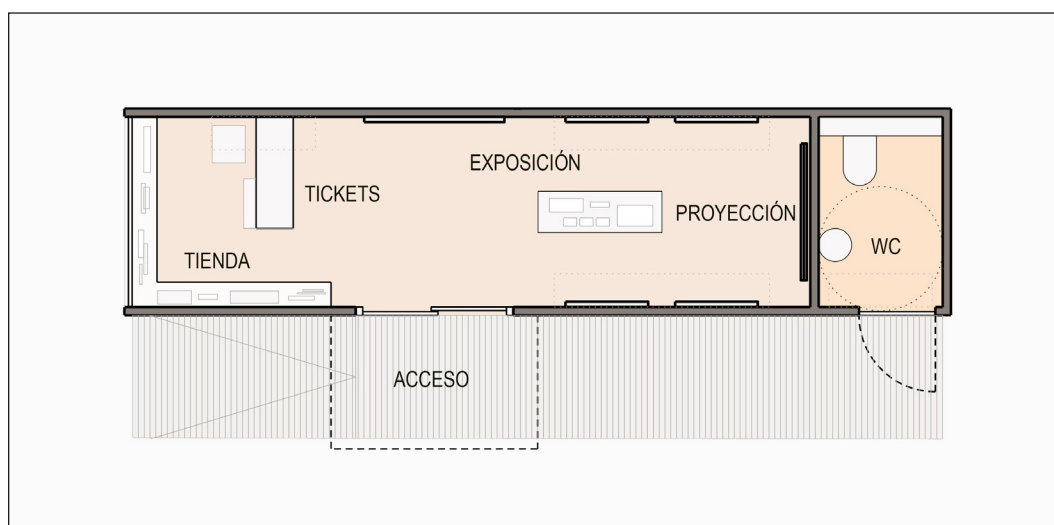 EXPOSICIÓN
TICKETS
PROYECCIÓN
WC
TIENDA
ACCESO